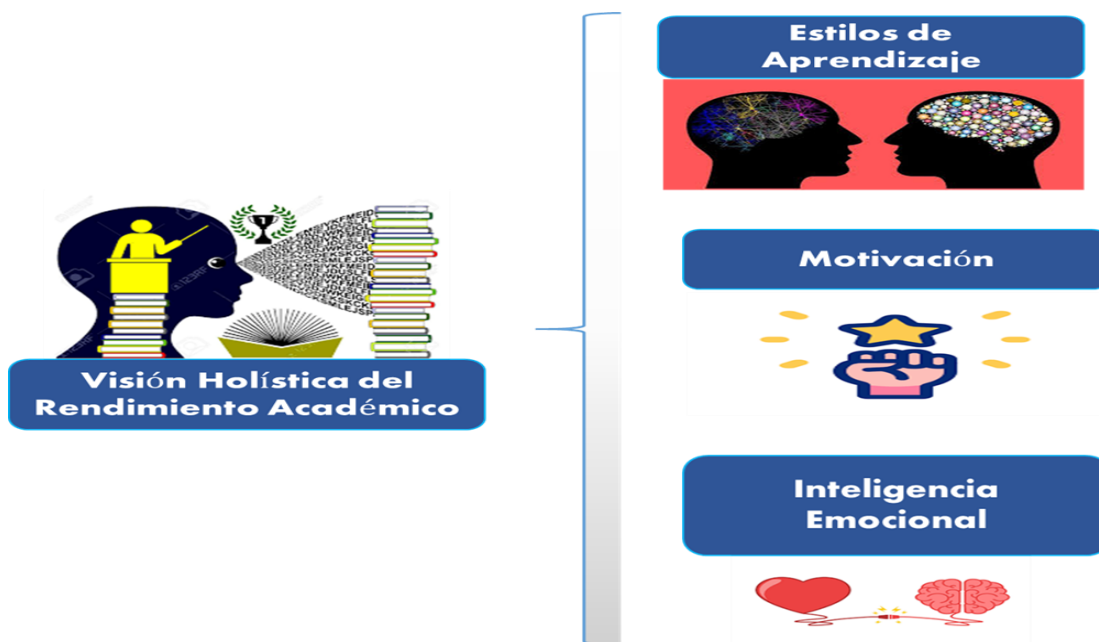 Estilos de
Aprendizaje
Motivación
Visión Holística del
Rendimiento Académico
Inteligencia
Emocional